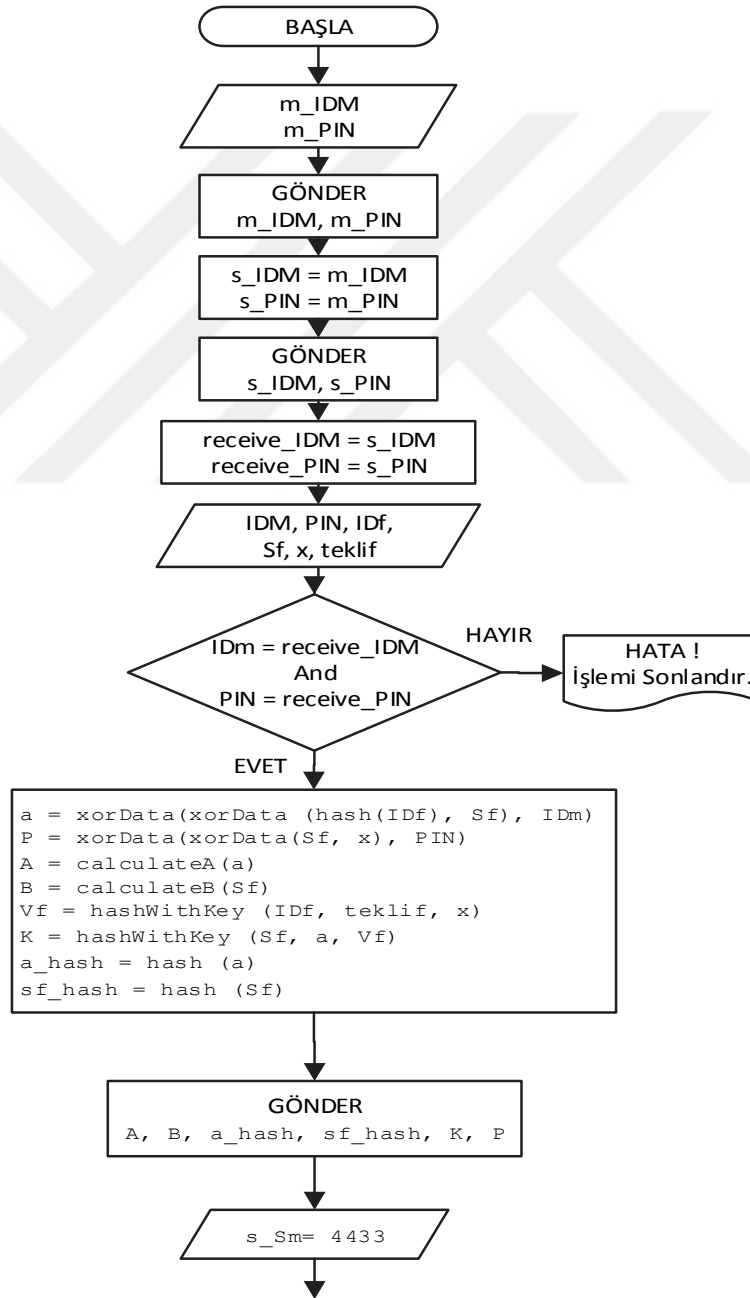 BAŞLA
m_IDM
m_PIN
GÖNDER
m_IDM, m_PIN
s_IDM = m_IDM
s_PIN = m_PIN
GÖNDER
s_IDM, s_PIN
receive_IDM = s_IDM
receive_PIN = s_PIN
IDM, PIN, IDf,
Sf, x, teklif
IDm = receive_IDM
And
PIN = receive_PIN
HAYIR
HATA !
İşlemi Sonlandır.
EVET
a = xorData(xorData (hash(IDf), Sf), IDm)
P = xorData(xorData(Sf, x), PIN)
A = calculateA(a)
B = calculateB(Sf)
Vf = hashWithKey (IDf, teklif, x)
K = hashWithKey (Sf, a, Vf)
a_hash = hash (a)
sf_hash = hash (Sf)
GÖNDER
A, B, a_hash, sf_hash, K, P
s_Sm= 4433